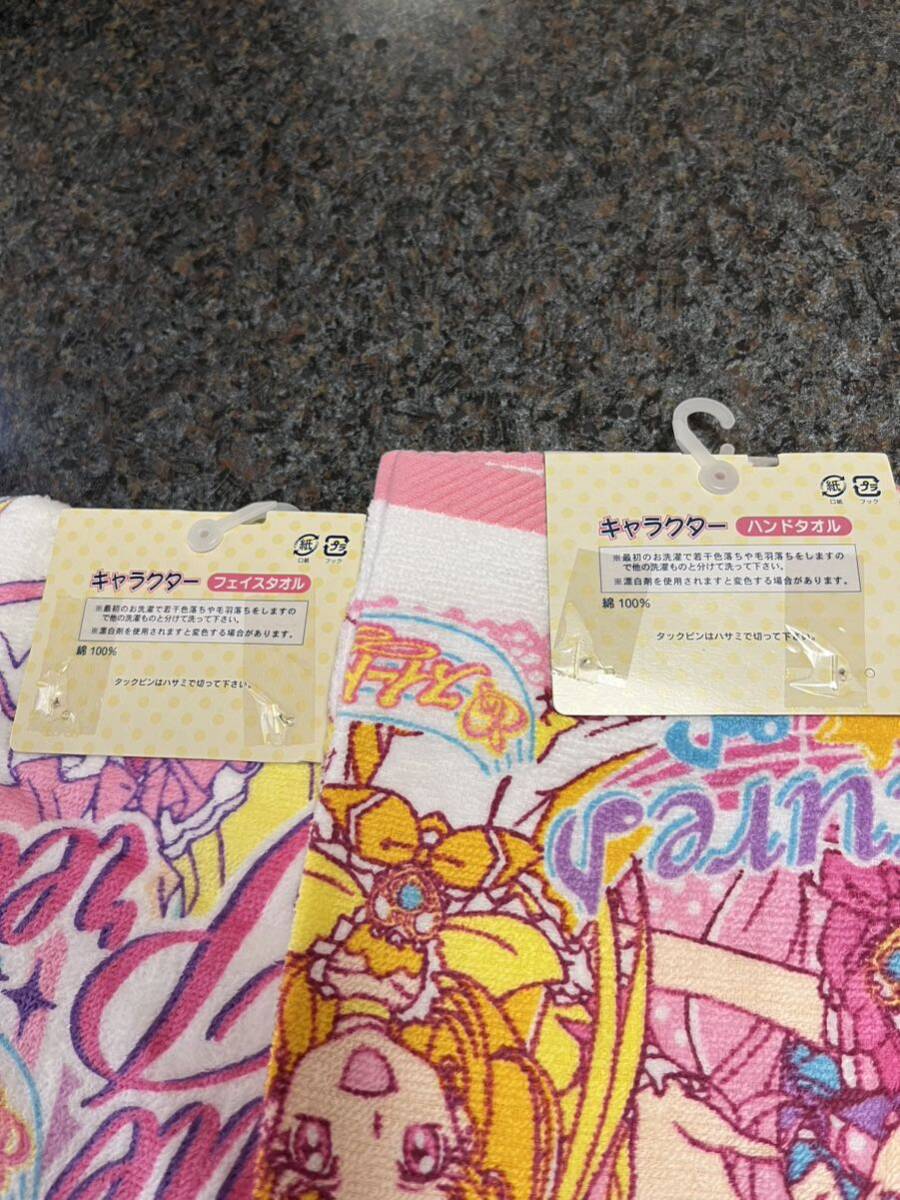 紙
プラ
口紙
フック
キャラクター フェイスタオル
※最初のお洗濯で若干色落ちや毛羽落ちをしますの
で他の洗濯ものと分けて洗って下さい。
※漂白剤を使用されますと変色する場合があります。
綿 100%
タックピンはハサミで切って下さい。
紙
プラ
口紙
フック
キャラクター ハンドタオル
※最初のお洗濯で若干色落ちや毛羽落ちをしますの
で他の洗濯ものと分けて洗って下さい。
※漂白剤を使用されますと変色する場合があります。
綿 100%
タックピンはハサミで切って下さい。
スイート
ure